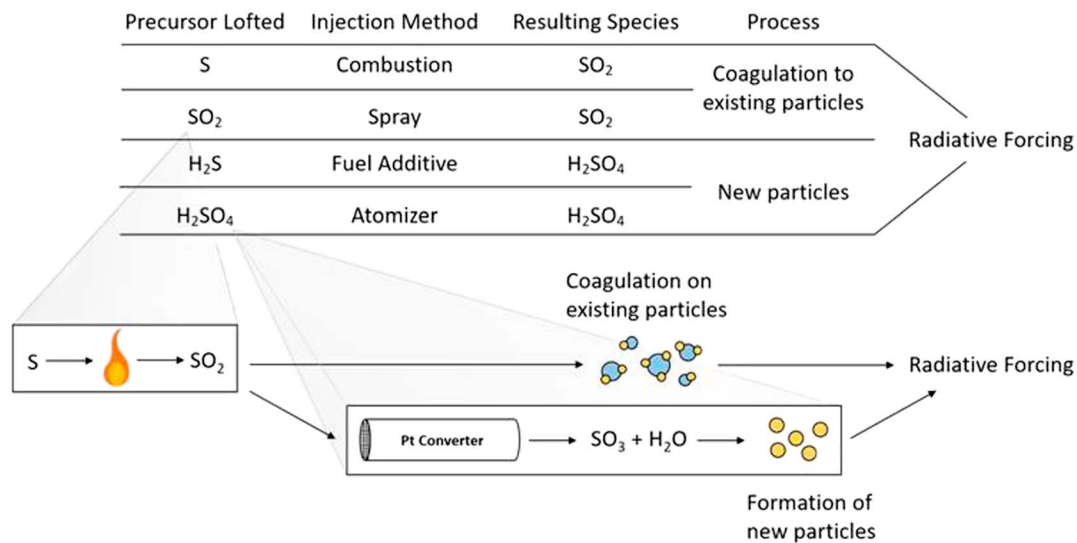 Precursor Lofted Injection Method Resulting Species Process
S Combustion SO₂
Coagulation to
existing particles
SO₂ Spray SO₂
Radiative Forcing
H₂S Fuel Additive H₂SO₄
New particles
H₂SO₄ Atomizer H₂SO₄
Coagulation on
existing particles
S SO₂ Radiative Forcing
Pt Converter SO₃ + H₂O
Formation of
new particles